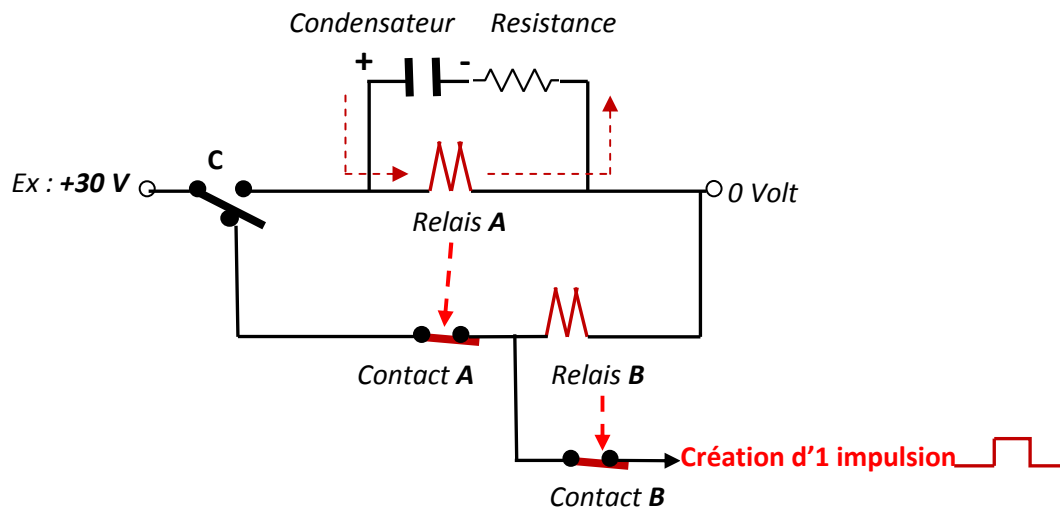 Condensateur Resistance
+ -
C
Ex : +30 V
0 Volt
Relais A
Contact A
Relais B
Création d'1 impulsion
Contact B